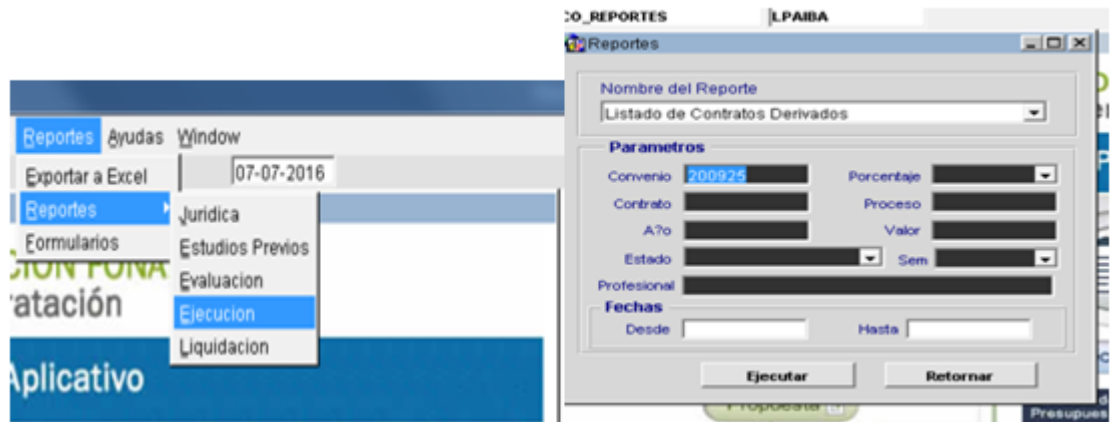 Reportes Ayudas Window
Exportar a Excel
07-07-2016
Reportes
Formularios
Juridica
Estudios Previos
Evaluacion
Ejecucion
Liquidacion
CION FONA
ratación
Aplicativo
CO_REPORTES LPAIBA
Reportes
Nombre del Reporte
Listado de Contratos Derivados
Parametros
Convenio 200925 Porcentaje
Contrato Proceso
A?o Valor
Estado Sem
Profesional
Fechas
Desde Hasta
Ejecutar Retornar
Propuesta
Presupues